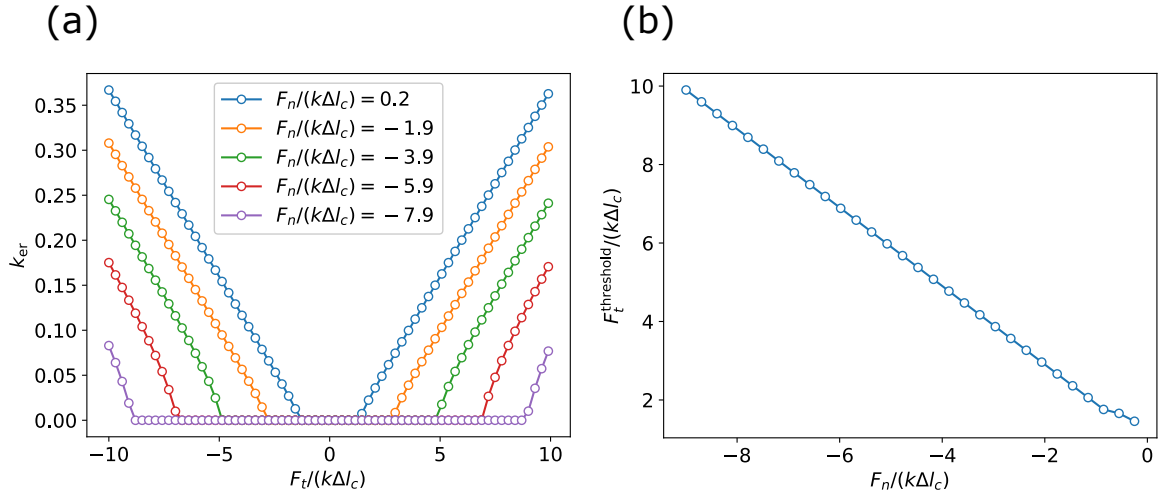 (a)
(b)
k_er
0.35
0.30
0.25
0.20
0.15
0.10
0.05
0.00
F_n/(kΔl_c) = 0.2
F_n/(kΔl_c) = −1.9
F_n/(kΔl_c) = −3.9
F_n/(kΔl_c) = −5.9
F_n/(kΔl_c) = −7.9
−10 −5 0 5 10
F_t/(kΔl_c)
F_t^threshold/(kΔl_c)
10
8
6
4
2
−8 −6 −4 −2 0
F_n/(kΔl_c)